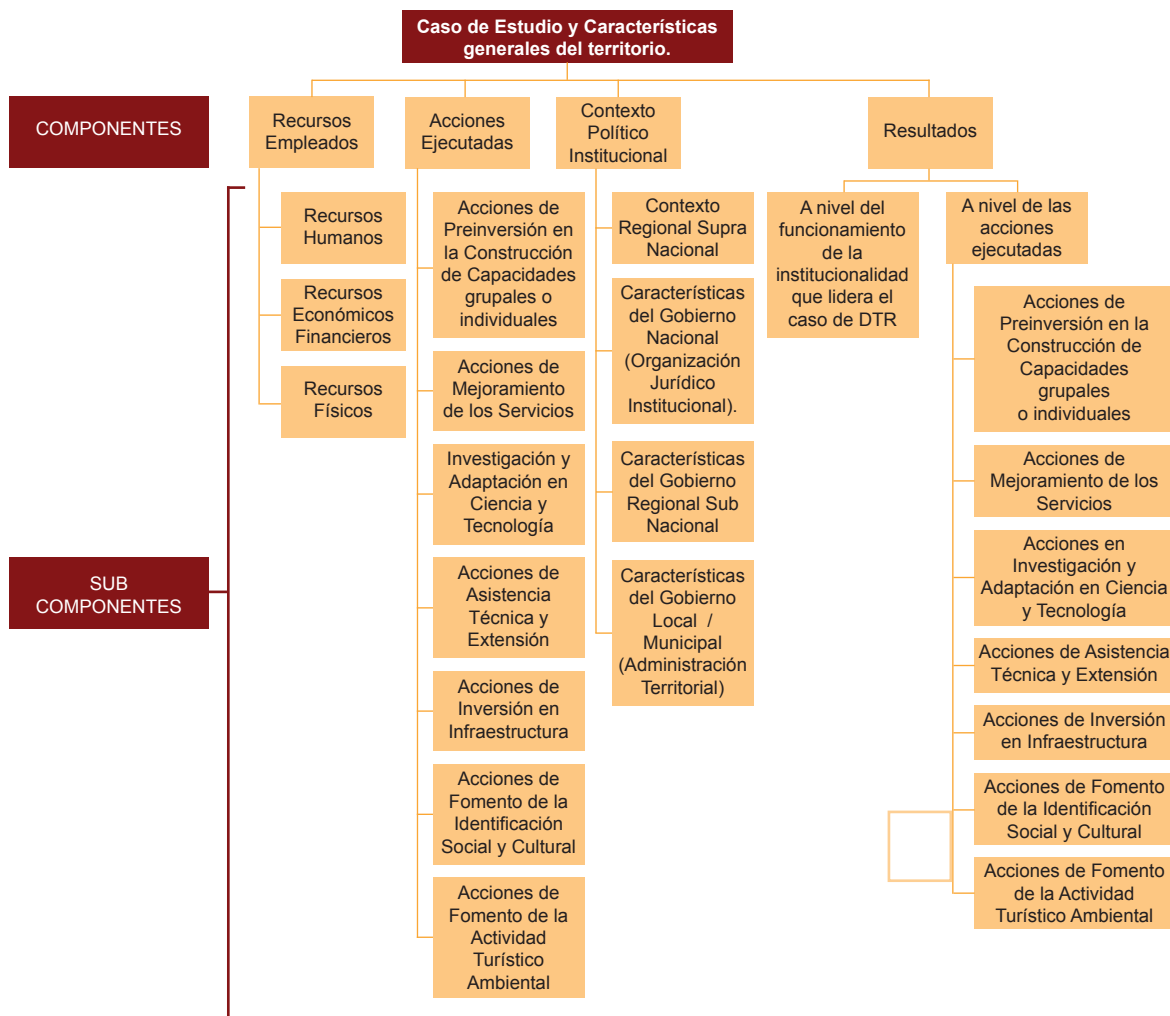 Caso de Estudio y Características
generales del territorio.
COMPONENTES
Recursos
Empleados
Acciones
Ejecutadas
Contexto
Político
Institucional
Resultados
SUB
COMPONENTES
Recursos
Humanos
Recursos
Económicos
Financieros
Recursos
Físicos
Acciones de
Preinversión en
la Construcción
de Capacidades
grupales o
individuales
Acciones de
Mejoramiento
de los Servicios
Investigación y
Adaptación en
Ciencia y
Tecnología
Acciones de
Asistencia
Técnica y
Extensión
Acciones de
Inversión en
Infraestructura
Acciones de
Fomento de la
Identificación
Social y Cultural
Acciones de
Fomento de la
Actividad
Turístico
Ambiental
Contexto
Regional Supra
Nacional
Características
del Gobierno
Nacional
(Organización
Jurídico
Institucional).
Características
del Gobierno
Regional Sub
Nacional
Características
del Gobierno
Local / 
Municipal
(Administración
Territorial)
A nivel del
funcionamiento
de la
institucionalidad
que lidera el
caso de DTR
A nivel de las
acciones
ejecutadas
Acciones de
Preinversión en la
Construcción de
Capacidades
grupales
o individuales
Acciones de
Mejoramiento de los
Servicios
Acciones en
Investigación y
Adaptación en Ciencia
y Tecnología
Acciones de Asistencia
Técnica y Extensión
Acciones de Inversión
en Infraestructura
Acciones de Fomento
de la Identificación
Social y Cultural
Acciones de Fomento
de la Actividad
Turístico Ambiental